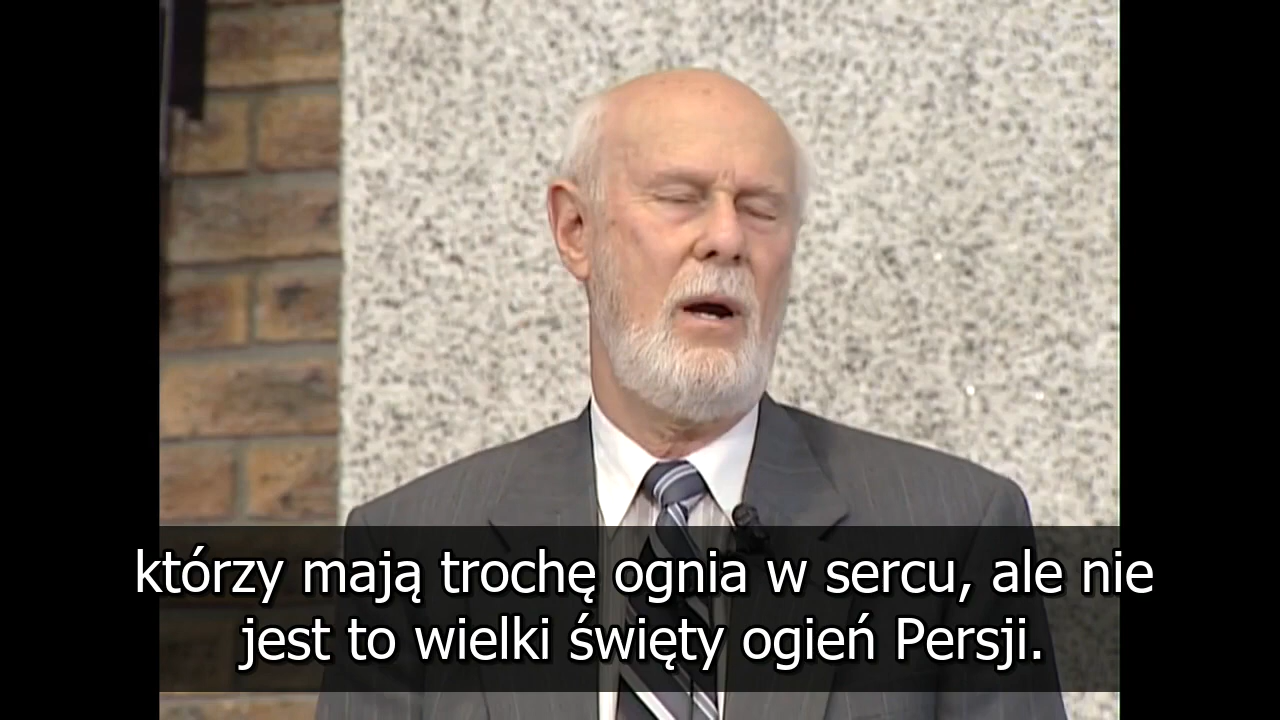 którzy mają trochę ognia w sercu, ale nie
jest to wielki święty ogień Persji.